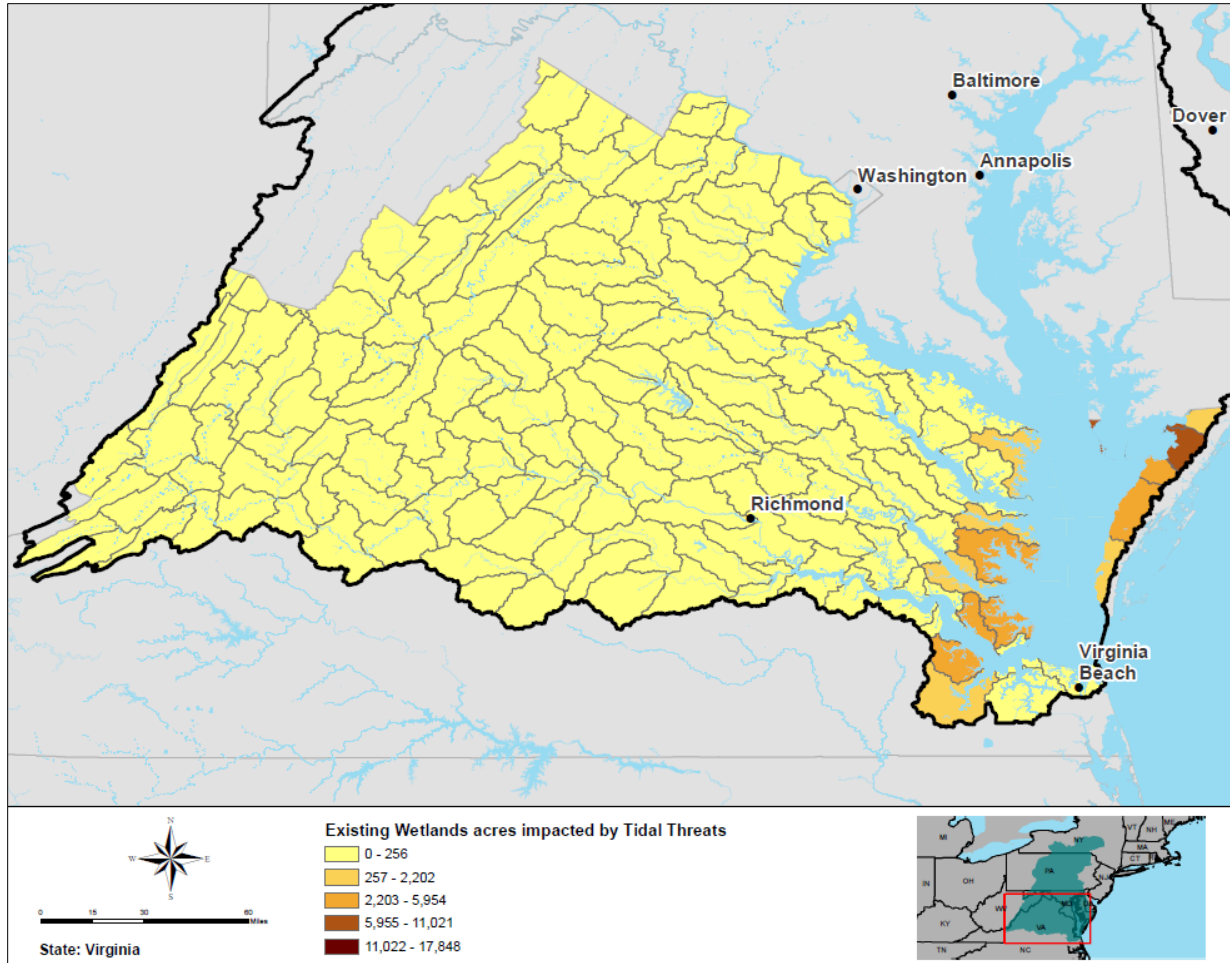 Baltimore
Dover
Annapolis
Washington
Richmond
Virginia
Beach
N
W E
S
0 15 30 60
Miles
State: Virginia
Existing Wetlands acres impacted by Tidal Threats
0 - 256
257 - 2,202
2,203 - 5,954
5,955 - 11,021
11,022 - 17,848
MI
NY
VT
NH
ME
MA
CT
PA
NJ
IN
OH
WV
MD
DE
KY
VA
TN
NC